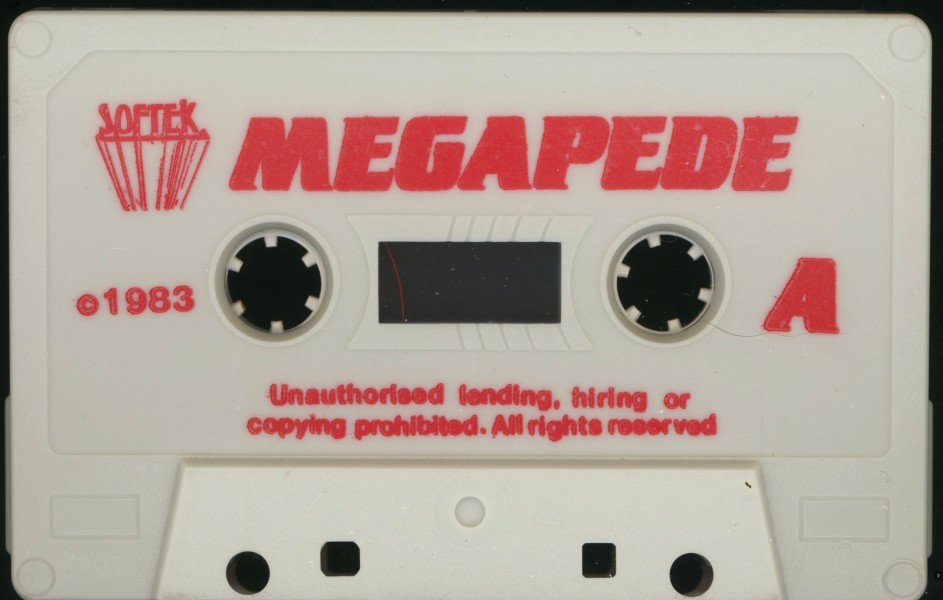 SOFTEK
MEGAPEDE
©1983
A
Unauthorised lending, hiring or
copying prohibited. All rights reserved